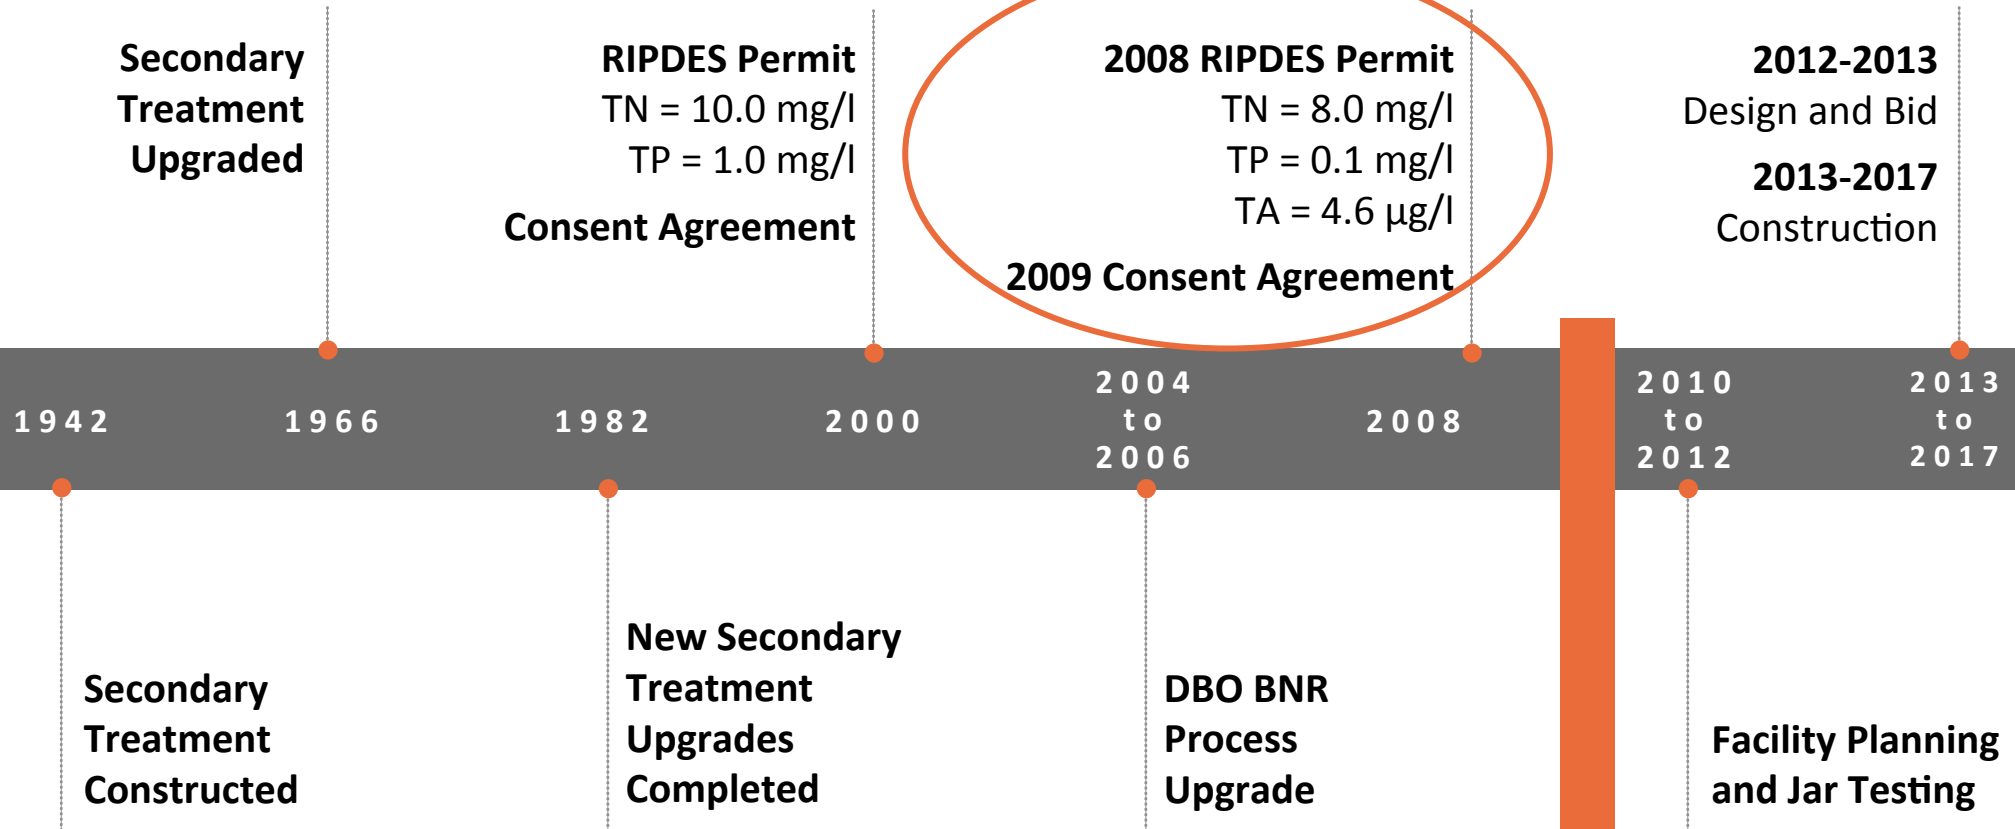 Secondary
Treatment
Upgraded
RIPDES Permit
TN = 10.0 mg/l
TP = 1.0 mg/l
Consent Agreement
2008 RIPDES Permit
TN = 8.0 mg/l
TP = 0.1 mg/l
TA = 4.6 µg/l
2009 Consent Agreement
2012-2013
Design and Bid
2013-2017
Construction
1942
1966
1982
2000
2004
to
2006
2008
2010
to
2012
2013
to
2017
Secondary
Treatment
Constructed
New Secondary
Treatment
Upgrades
Completed
DBO BNR
Process
Upgrade
Facility Planning
and Jar Testing